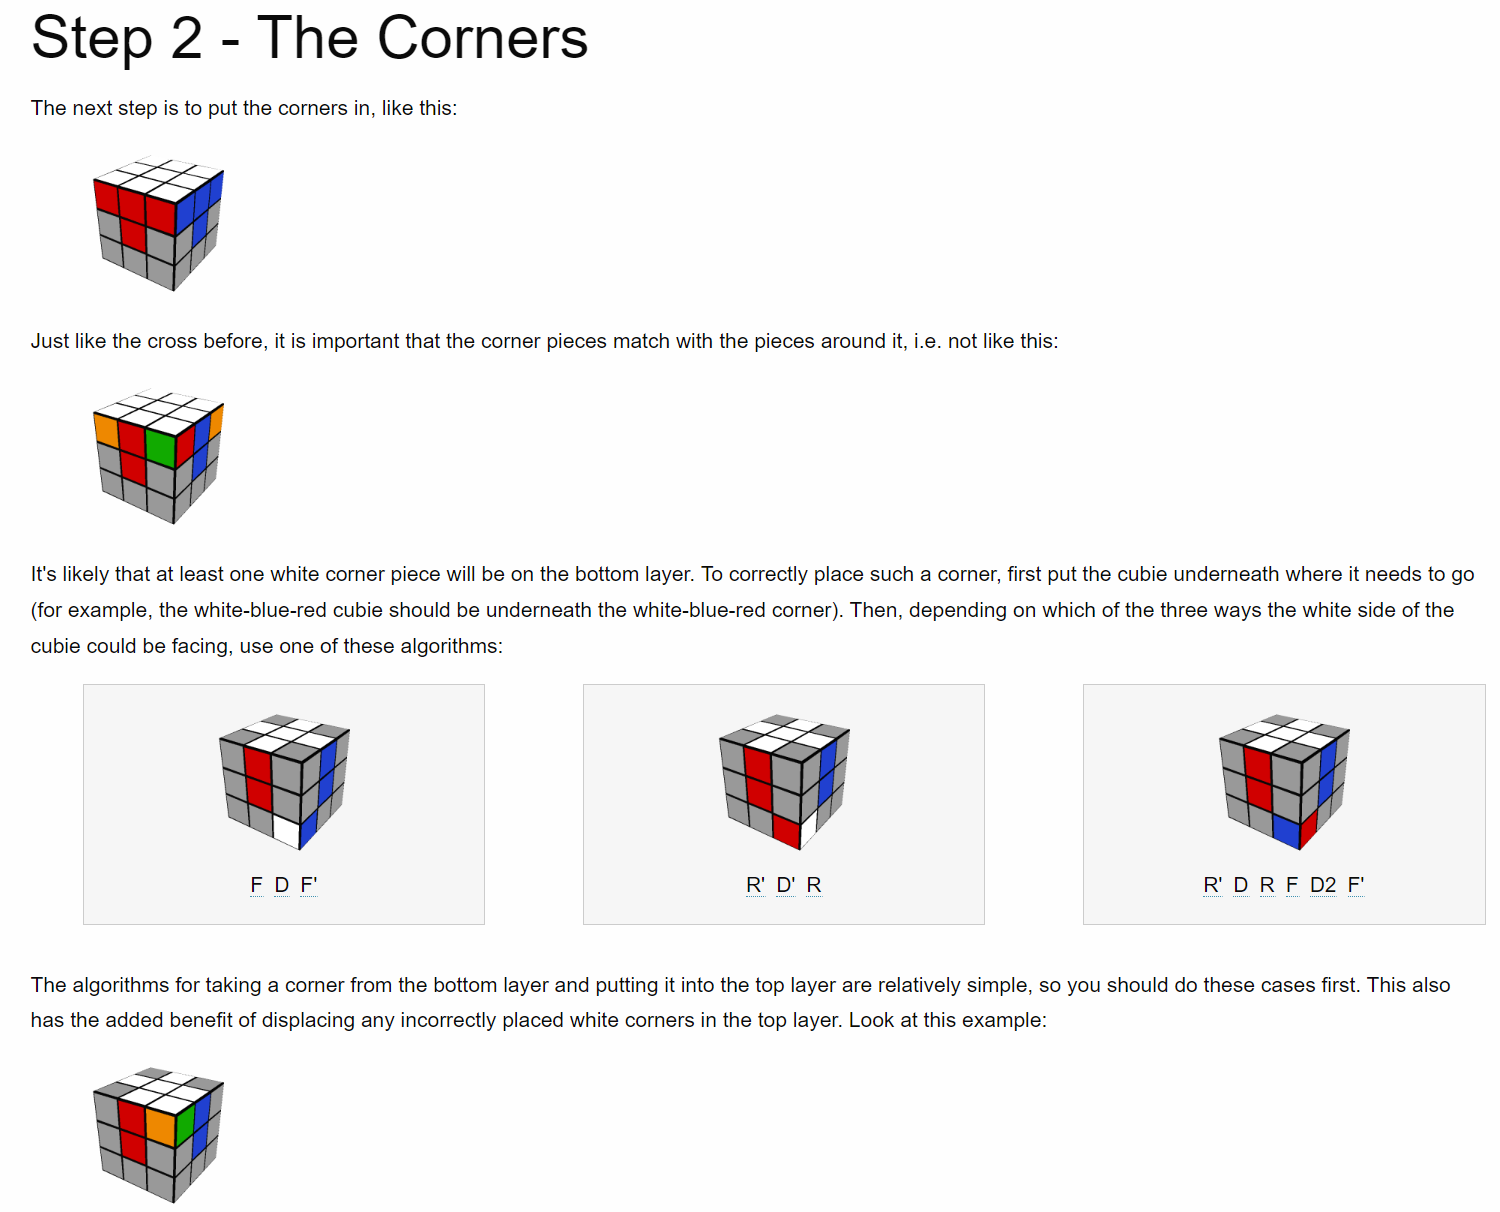 Step 2 - The Corners
The next step is to put the corners in, like this:
Just like the cross before, it is important that the corner pieces match with the pieces around it, i.e. not like this:
It's likely that at least one white corner piece will be on the bottom layer. To correctly place such a corner, first put the cubie underneath where it needs to go
(for example, the white-blue-red cubie should be underneath the white-blue-red corner). Then, depending on which of the three ways the white side of the
cubie could be facing, use one of these algorithms:
F D F'
R' D' R
R' D R F D2 F'
The algorithms for taking a corner from the bottom layer and putting it into the top layer are relatively simple, so you should do these cases first. This also
has the added benefit of displacing any incorrectly placed white corners in the top layer. Look at this example: